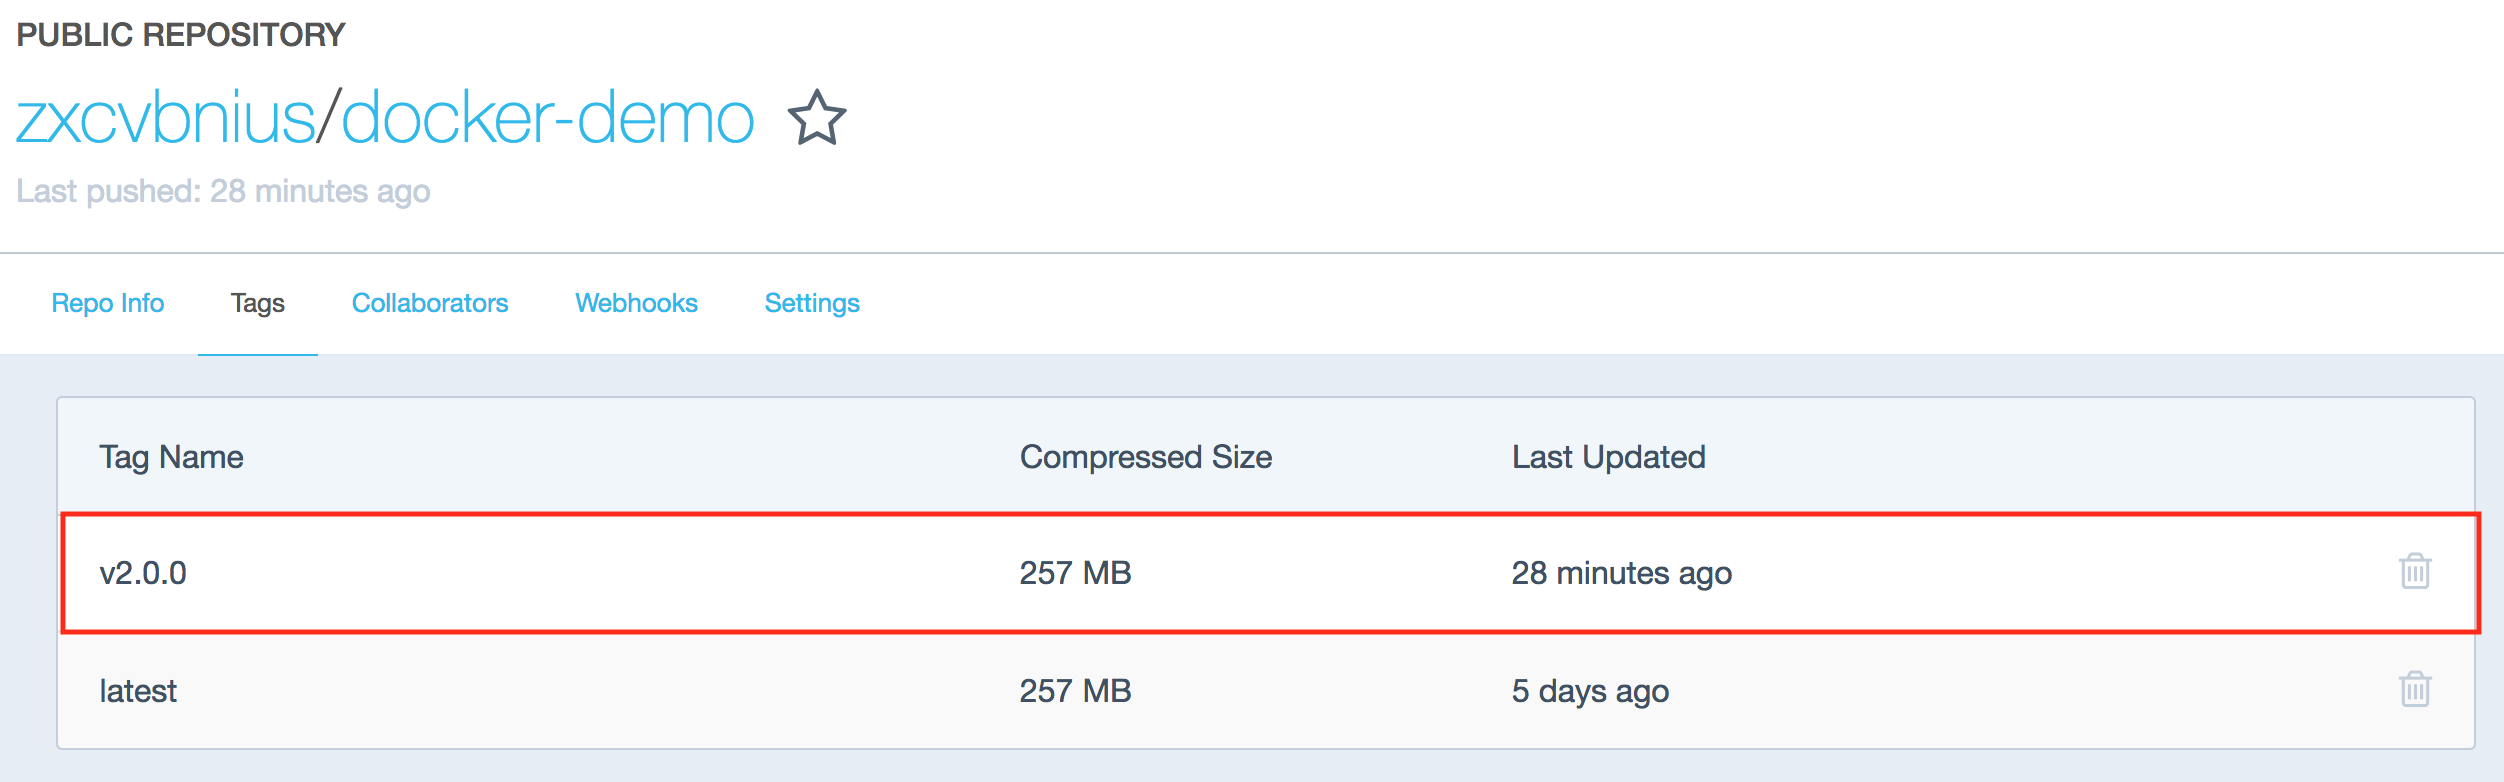 PUBLIC REPOSITORY
zxcvbnius/docker-demo
Last pushed: 28 minutes ago
Repo Info Tags Collaborators Webhooks Settings
Tag Name Compressed Size Last Updated
v2.0.0 257 MB 28 minutes ago
latest 257 MB 5 days ago